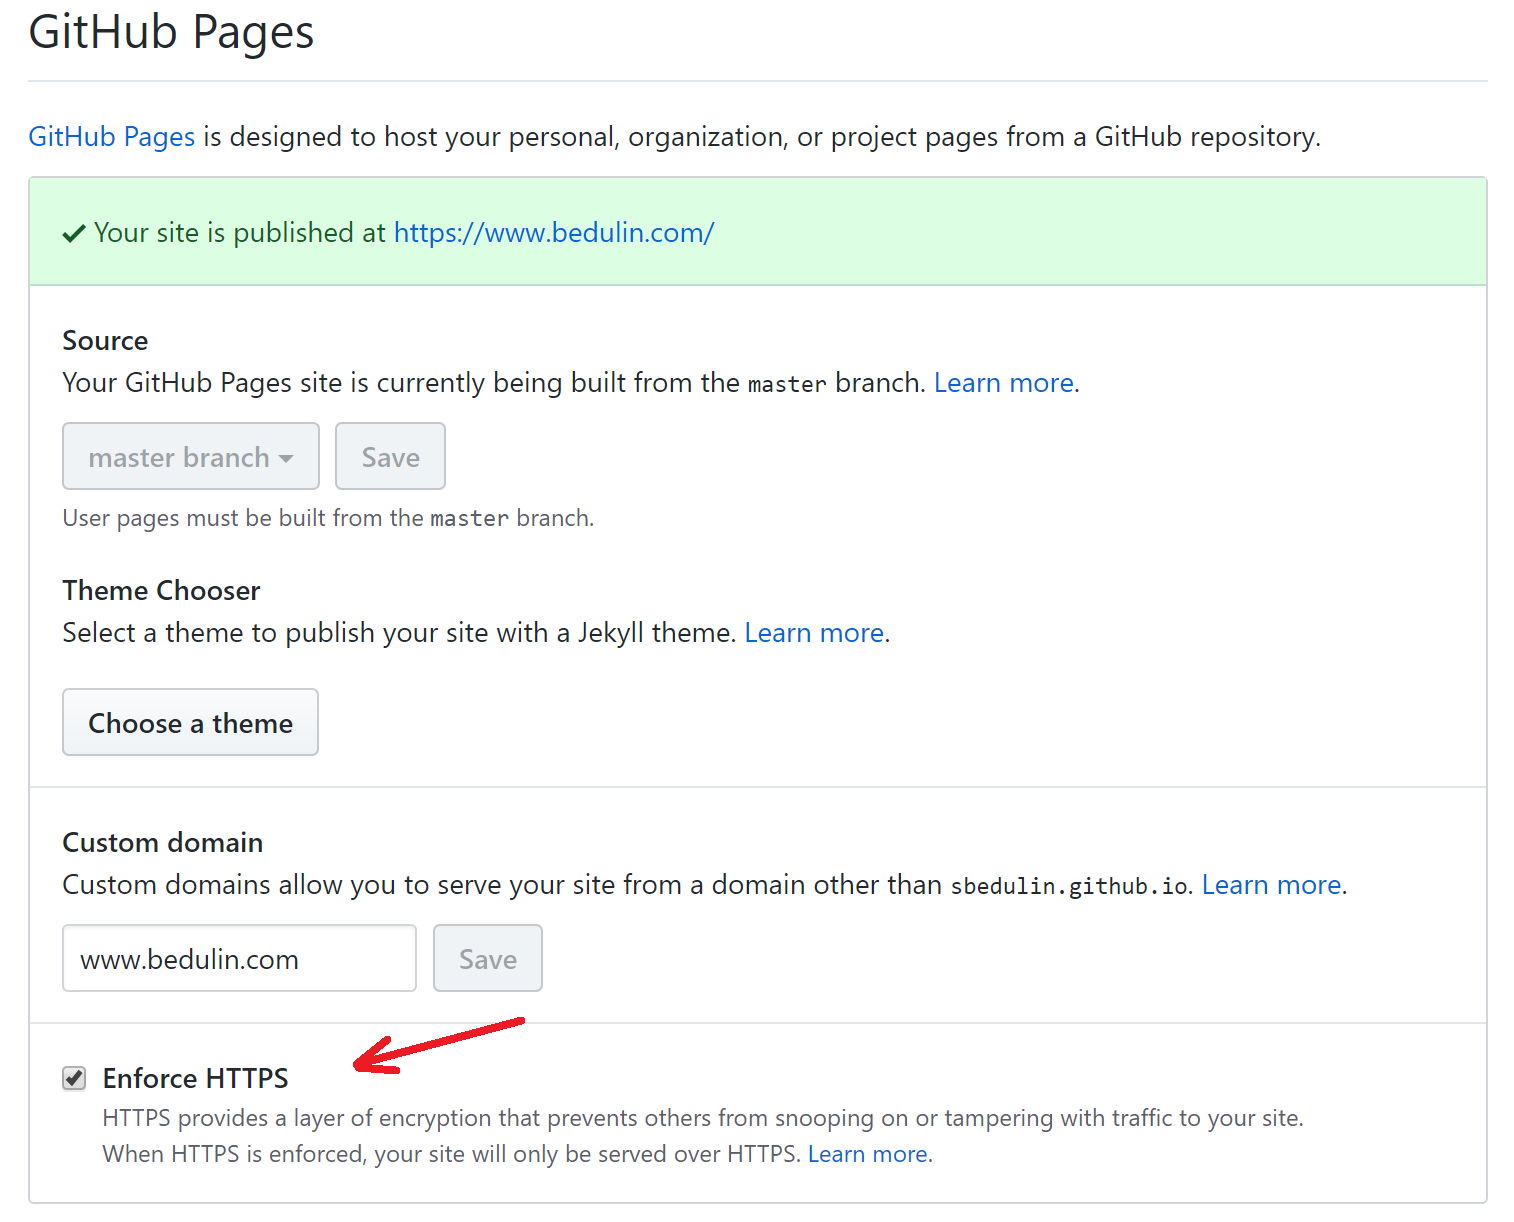 GitHub Pages
GitHub Pages is designed to host your personal, organization, or project pages from a GitHub repository.
Your site is published at https://www.bedulin.com/
Source
Your GitHub Pages site is currently being built from the master branch. Learn more.
master branch Save
User pages must be built from the master branch.
Theme Chooser
Select a theme to publish your site with a Jekyll theme. Learn more.
Choose a theme
Custom domain
Custom domains allow you to serve your site from a domain other than sbedulin.github.io. Learn more.
www.bedulin.com Save
Enforce HTTPS
HTTPS provides a layer of encryption that prevents others from snooping on or tampering with traffic to your site.
When HTTPS is enforced, your site will only be served over HTTPS. Learn more.